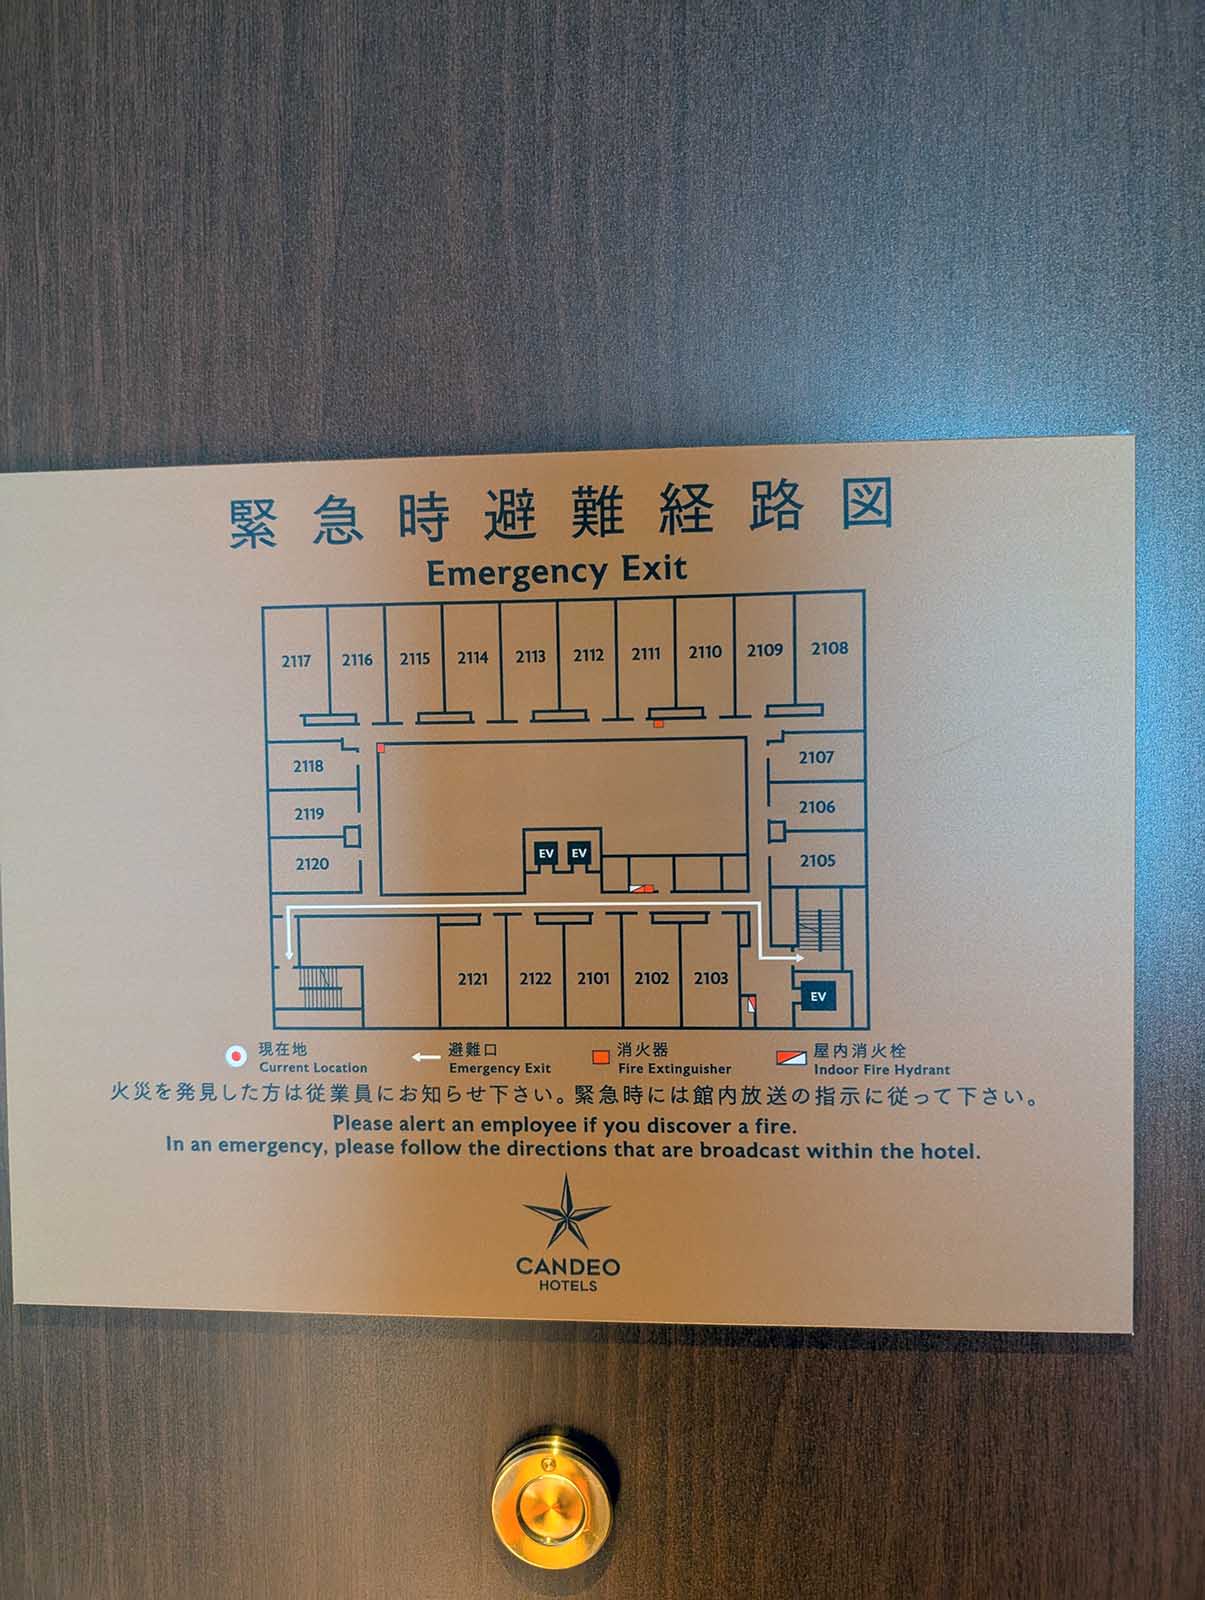 緊急時避難経路図
Emergency Exit
2117 2116 2115 2114 2113 2112 2111 2110 2109 2108
2118 2107
2119 2106
2120 EV EV 2105
2121 2122 2101 2102 2103 EV
現在地 避難口 消火器 屋内消火栓
Current Location Emergency Exit Fire Extinguisher Indoor Fire Hydrant
火災を発見した方は従業員にお知らせ下さい。緊急時には館内放送の指示に従って下さい。
Please alert an employee if you discover a fire.
In an emergency, please follow the directions that are broadcast within the hotel.
CANDEO
HOTELS